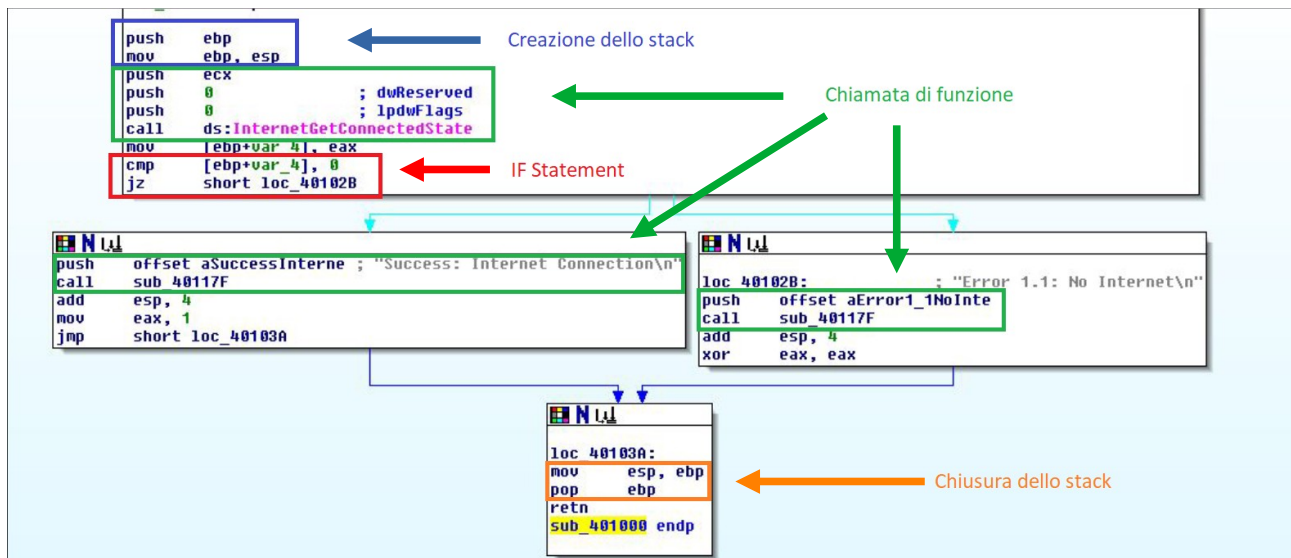 push ebp
mov ebp, esp
Creazione dello stack
push ecx
push 0 ; dwReserved
push 0 ; lpdwFlags
call ds:InternetGetConnectedState
Chiamata di funzione
mov [ebp+var_4], eax
cmp [ebp+var_4], 0
jz short loc_40102B
IF Statement
push offset aSuccessInterne ; "Success: Internet Connection\n"
call sub_40117F
add esp, 4
mov eax, 1
jmp short loc_40103A
loc_40102B: ; "Error 1.1: No Internet\n"
push offset aError1_1NoInte
call sub_40117F
add esp, 4
xor eax, eax
loc_40103A:
mov esp, ebp
pop ebp
Chiusura dello stack
retn
sub_401000 endp